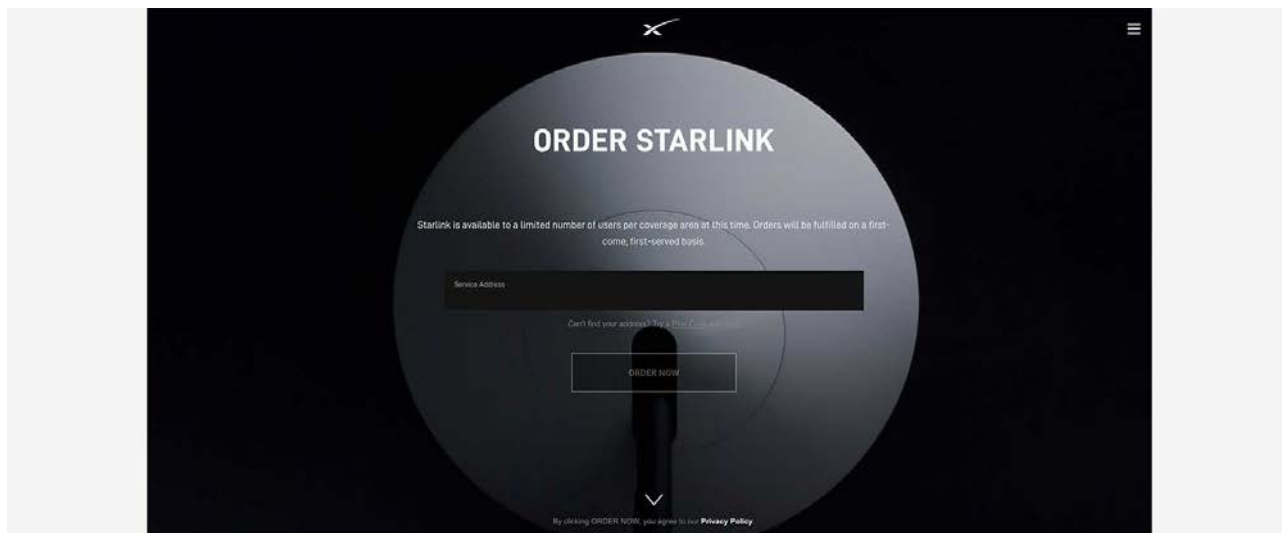 ORDER STARLINK
Starlink is available to a limited number of users per coverage area at this time. Orders will be fulfilled on a first-
come, first-served basis.
Service Address
Can't find your address? Try a Plus Code
ORDER NOW
By clicking ORDER NOW, you agree to our Privacy Policy